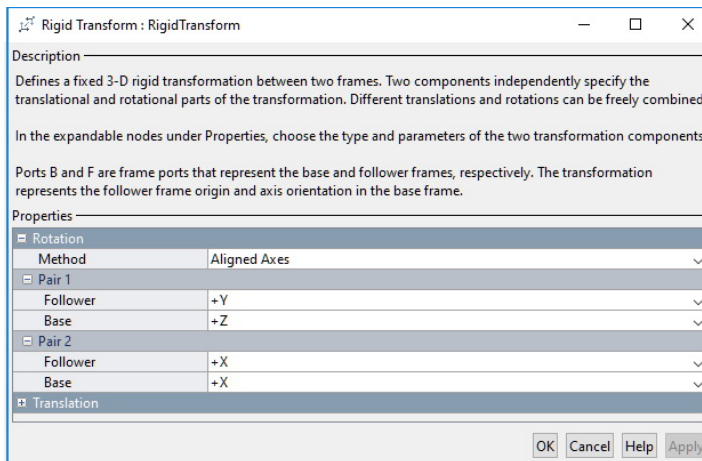 Rigid Transform : RigidTransform
Description
Defines a fixed 3-D rigid transformation between two frames. Two components independently specify the
translational and rotational parts of the transformation. Different translations and rotations can be freely combined
In the expandable nodes under Properties, choose the type and parameters of the two transformation components
Ports B and F are frame ports that represent the base and follower frames, respectively. The transformation
represents the follower frame origin and axis orientation in the base frame.
Properties
Rotation
Method Aligned Axes
Pair 1
Follower +Y
Base +Z
Pair 2
Follower +X
Base +X
Translation
OK Cancel Help Apply